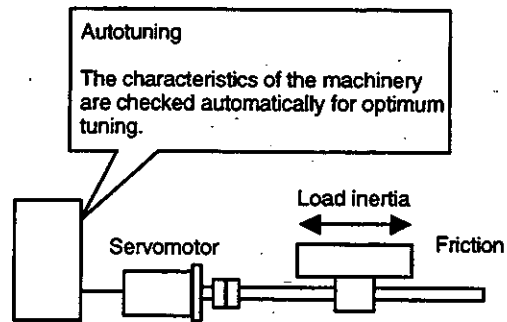 Autotuning
The characteristics of the machinery
are checked automatically for optimum
tuning.
Load inertia
Servomotor
Friction